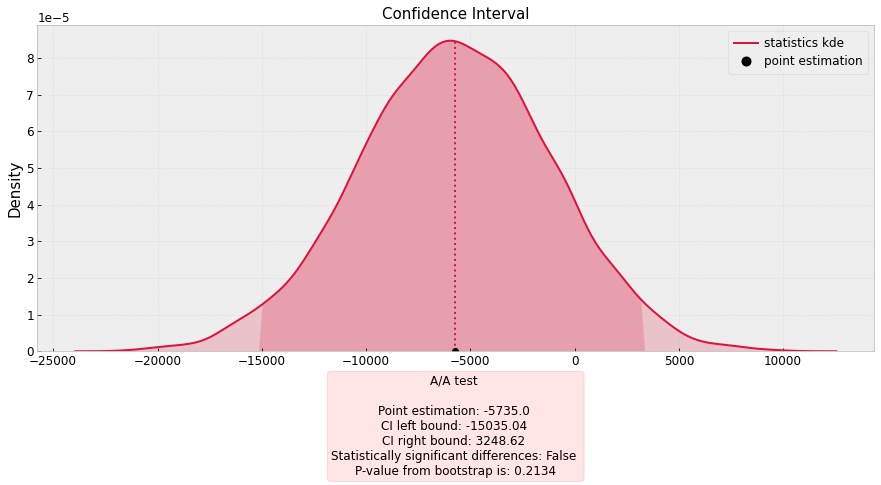 Confidence Interval
1e−5
statistics kde
point estimation
8
7
6
5
4
3
2
1
0
Density
−25000 −20000 −15000 −10000 −5000 0 5000 10000
A/A test
Point estimation: -5735.0
CI left bound: -15035.04
CI right bound: 3248.62
Statistically significant differences: False
P-value from bootstrap is: 0.2134